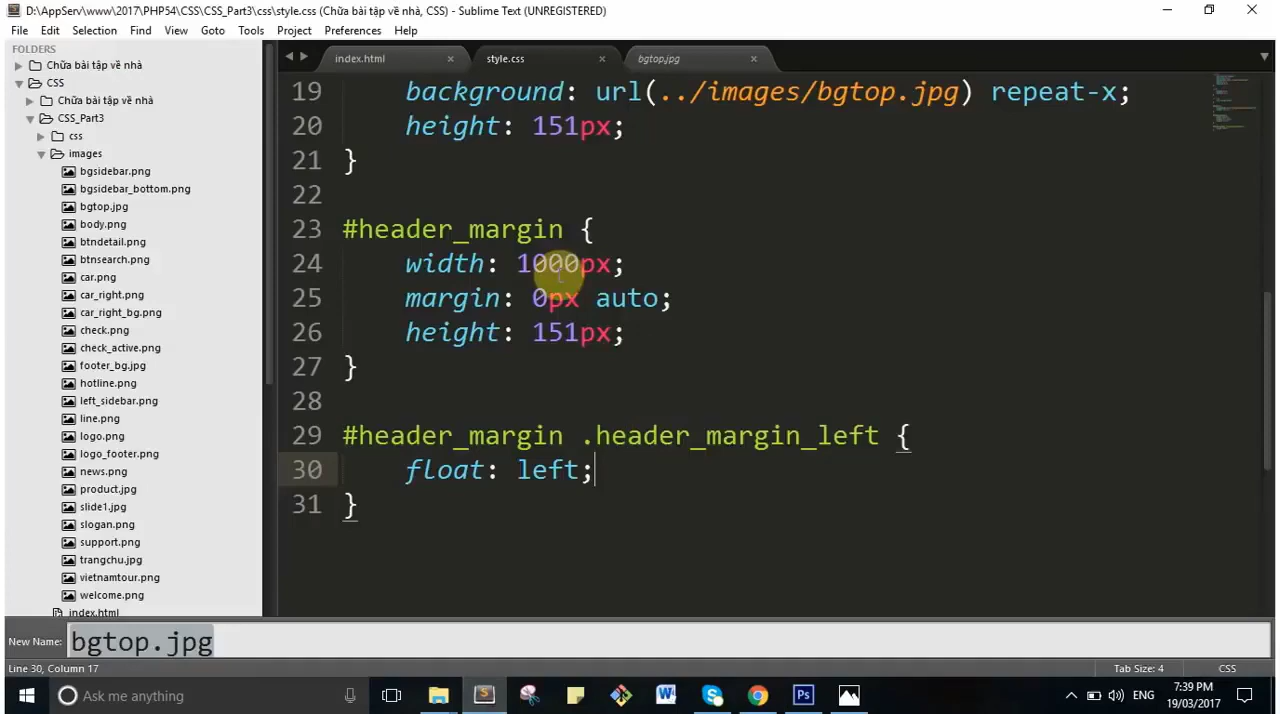 D:\AppServ\www\2017\PHP54\CSS\CSS_Part3\css\style.css (Chữa bài tập về nhà, CSS) - Sublime Text (UNREGISTERED)
File Edit Selection Find View Goto Tools Project Preferences Help
FOLDERS
Chữa bài tập về nhà
CSS
Chữa bài tập về nhà
CSS_Part3
css
images
bgsidebar.png
bgsidebar_bottom.png
bgtop.jpg
body.png
btndetail.png
btnsearch.png
car.png
car_right.png
car_right_bg.png
check.png
check_active.png
footer_bg.jpg
hotline.png
left_sidebar.png
line.png
logo.png
logo_footer.png
news.png
product.jpg
slide1.jpg
slogan.png
support.png
trangchu.jpg
vietnamtour.png
welcome.png
index.html
index.html style.css bgtop.jpg
19 background: url(../images/bgtop.jpg) repeat-x;
20 height: 151px;
21 }
22
23 #header_margin {
24 width: 1000px;
25 margin: 0px auto;
26 height: 151px;
27 }
28
29 #header_margin .header_margin_left {
30 float: left;
31 }
New Name: bgtop.jpg
Line 30, Column 17 Tab Size: 4 CSS
Ask me anything ENG 7:39 PM
19/03/2017